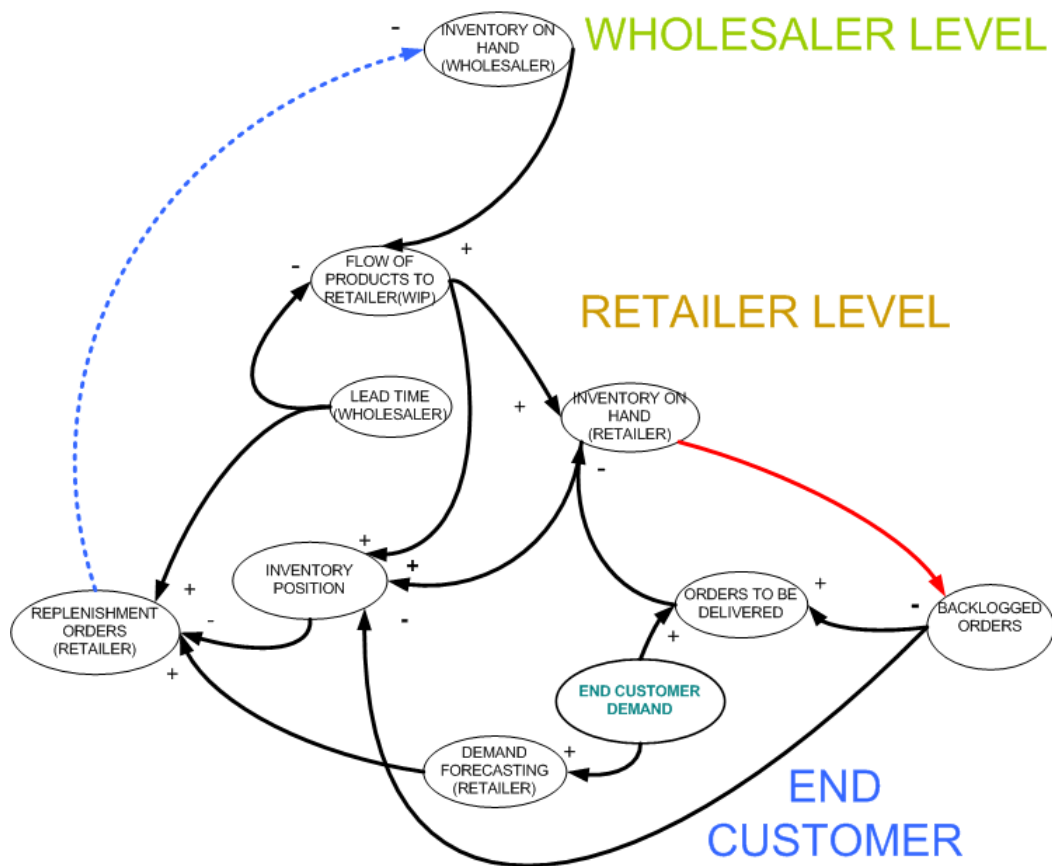 -
INVENTORY ON
HAND
(WHOLESALER)
WHOLESALER LEVEL
-
FLOW OF
PRODUCTS TO
RETAILER(WIP)
+
RETAILER LEVEL
LEAD TIME
(WHOLESALER)
+
INVENTORY ON
HAND
(RETAILER)
-
+
+
INVENTORY
POSITION
+
-
-
REPLENISHMENT
ORDERS
(RETAILER)
+
ORDERS TO BE
DELIVERED
+
+
-
BACKLOGGED
ORDERS
END CUSTOMER
DEMAND
+
DEMAND
FORECASTING
(RETAILER)
END
CUSTOMER